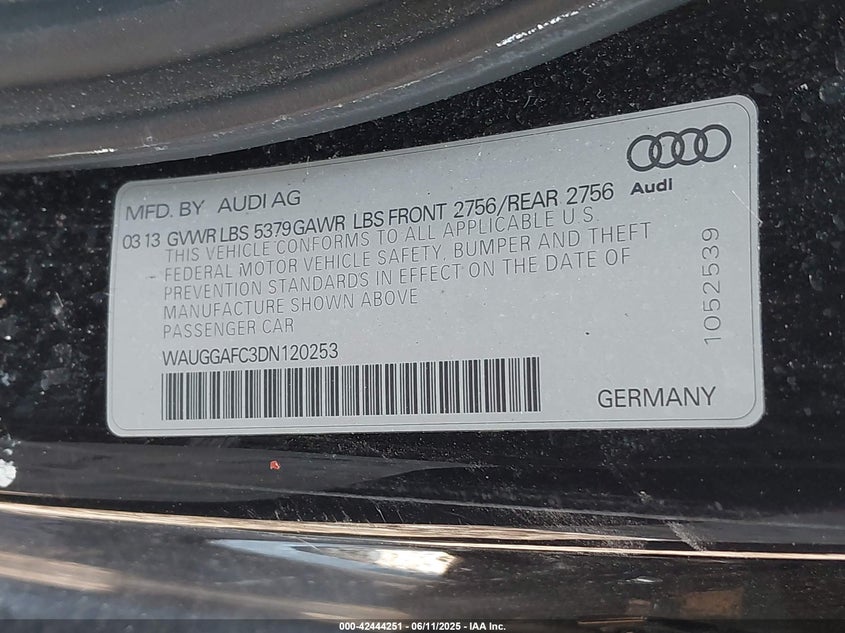 Audi
MFD. BY AUDI AG
03 13 GVWR LBS 5379 GAWR LBS FRONT 2756/REAR 2756
THIS VEHICLE CONFORMS TO ALL APPLICABLE U.S.
FEDERAL MOTOR VEHICLE SAFETY, BUMPER AND THEFT
PREVENTION STANDARDS IN EFFECT ON THE DATE OF
MANUFACTURE SHOWN ABOVE
PASSENGER CAR
WAUGGAFC3DN120253
GERMANY
1052539
000-42444251 - 06/11/2025 - IAA Inc.